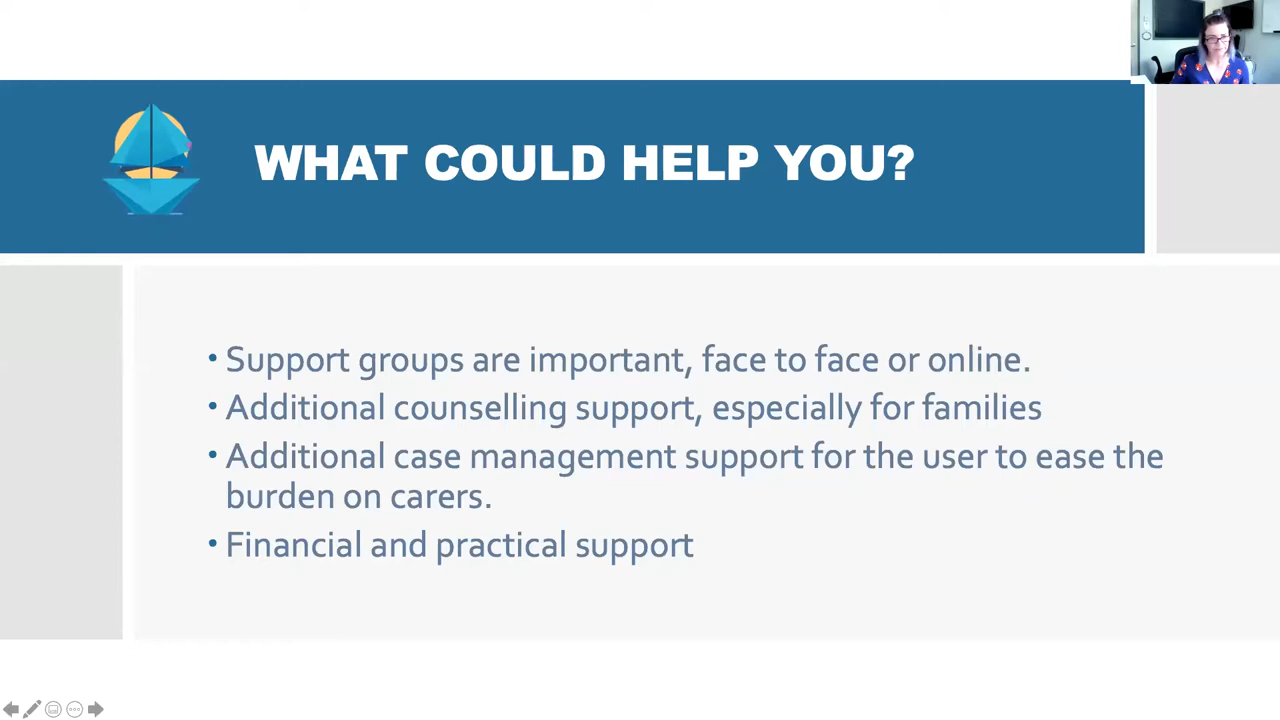 WHAT COULD HELP YOU?
• Support groups are important, face to face or online.
• Additional counselling support, especially for families
• Additional case management support for the user to ease the
burden on carers.
• Financial and practical support